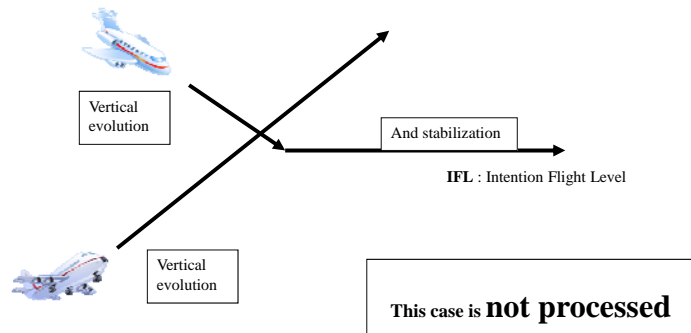 Vertical
evolution
And stabilization
IFL : Intention Flight Level
Vertical
evolution
This case is not processed